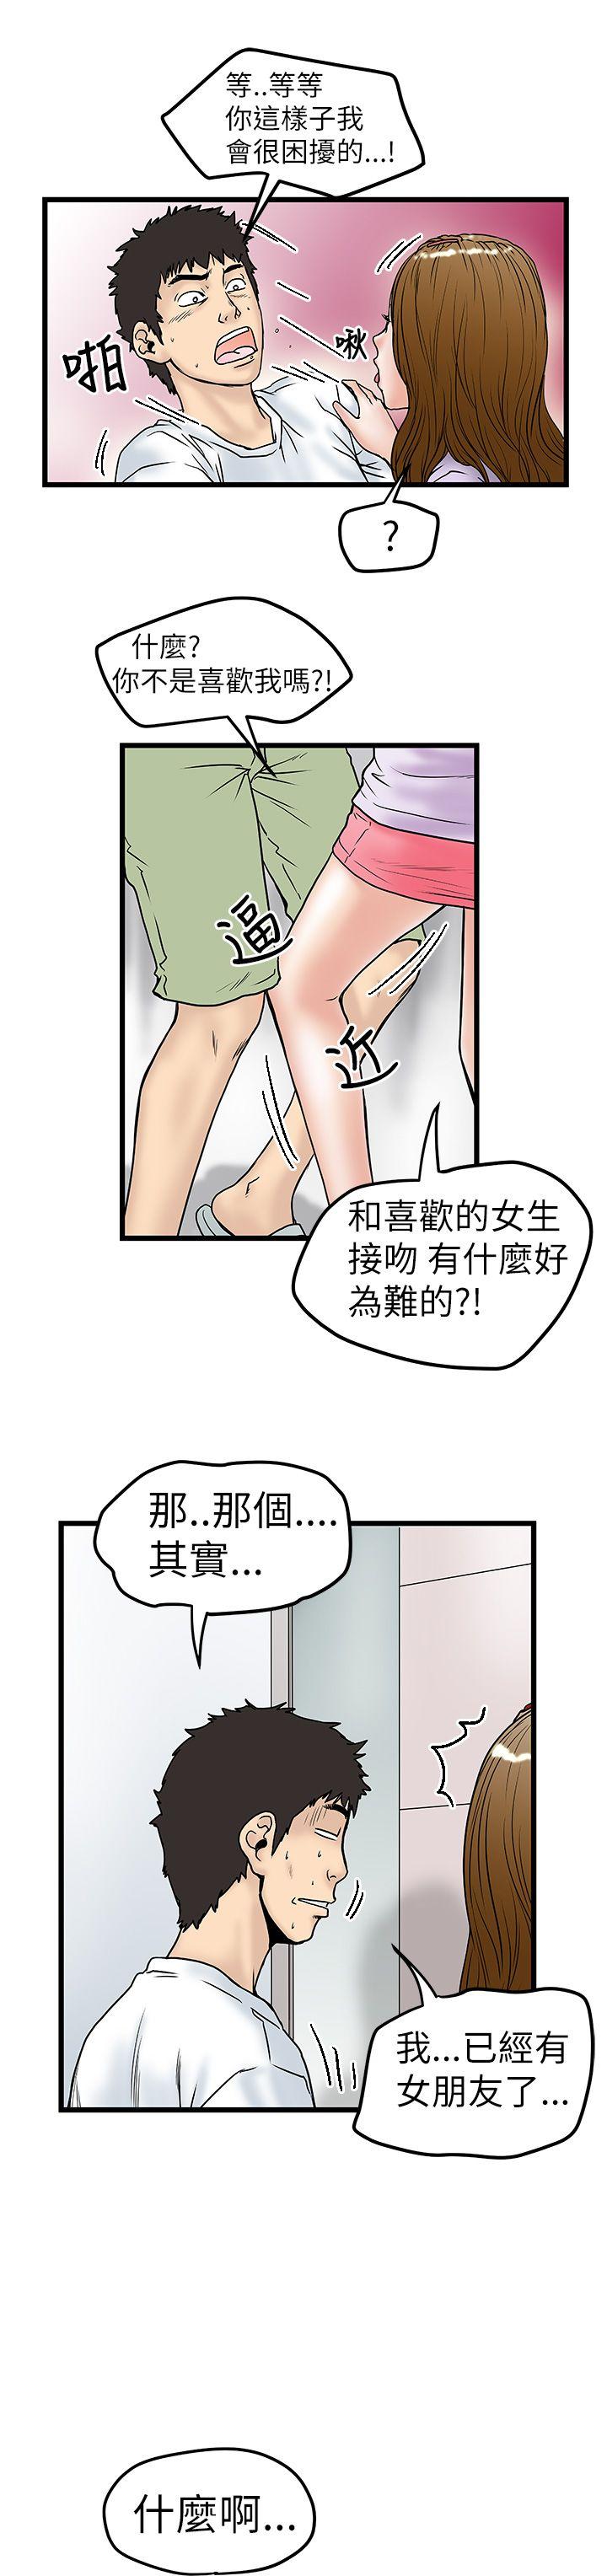 等..等等
你這樣子我
會很困擾的...!
啪
啾
?
什麼?
你不是喜歡我嗎?!
逼
近
和喜歡的女生
接吻 有什麼好
為難的?!
那..那個....
其實...
我...已經有
女朋友了...
什麼啊...